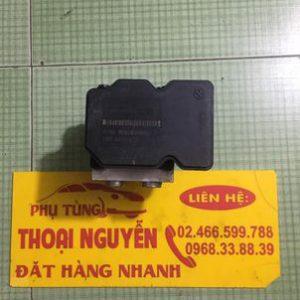 PHỤ TÙNG
THOẠI NGUYỄN
ĐẶT HÀNG NHANH
LIÊN HỆ:
02.466.599.788
0968.33.88.39